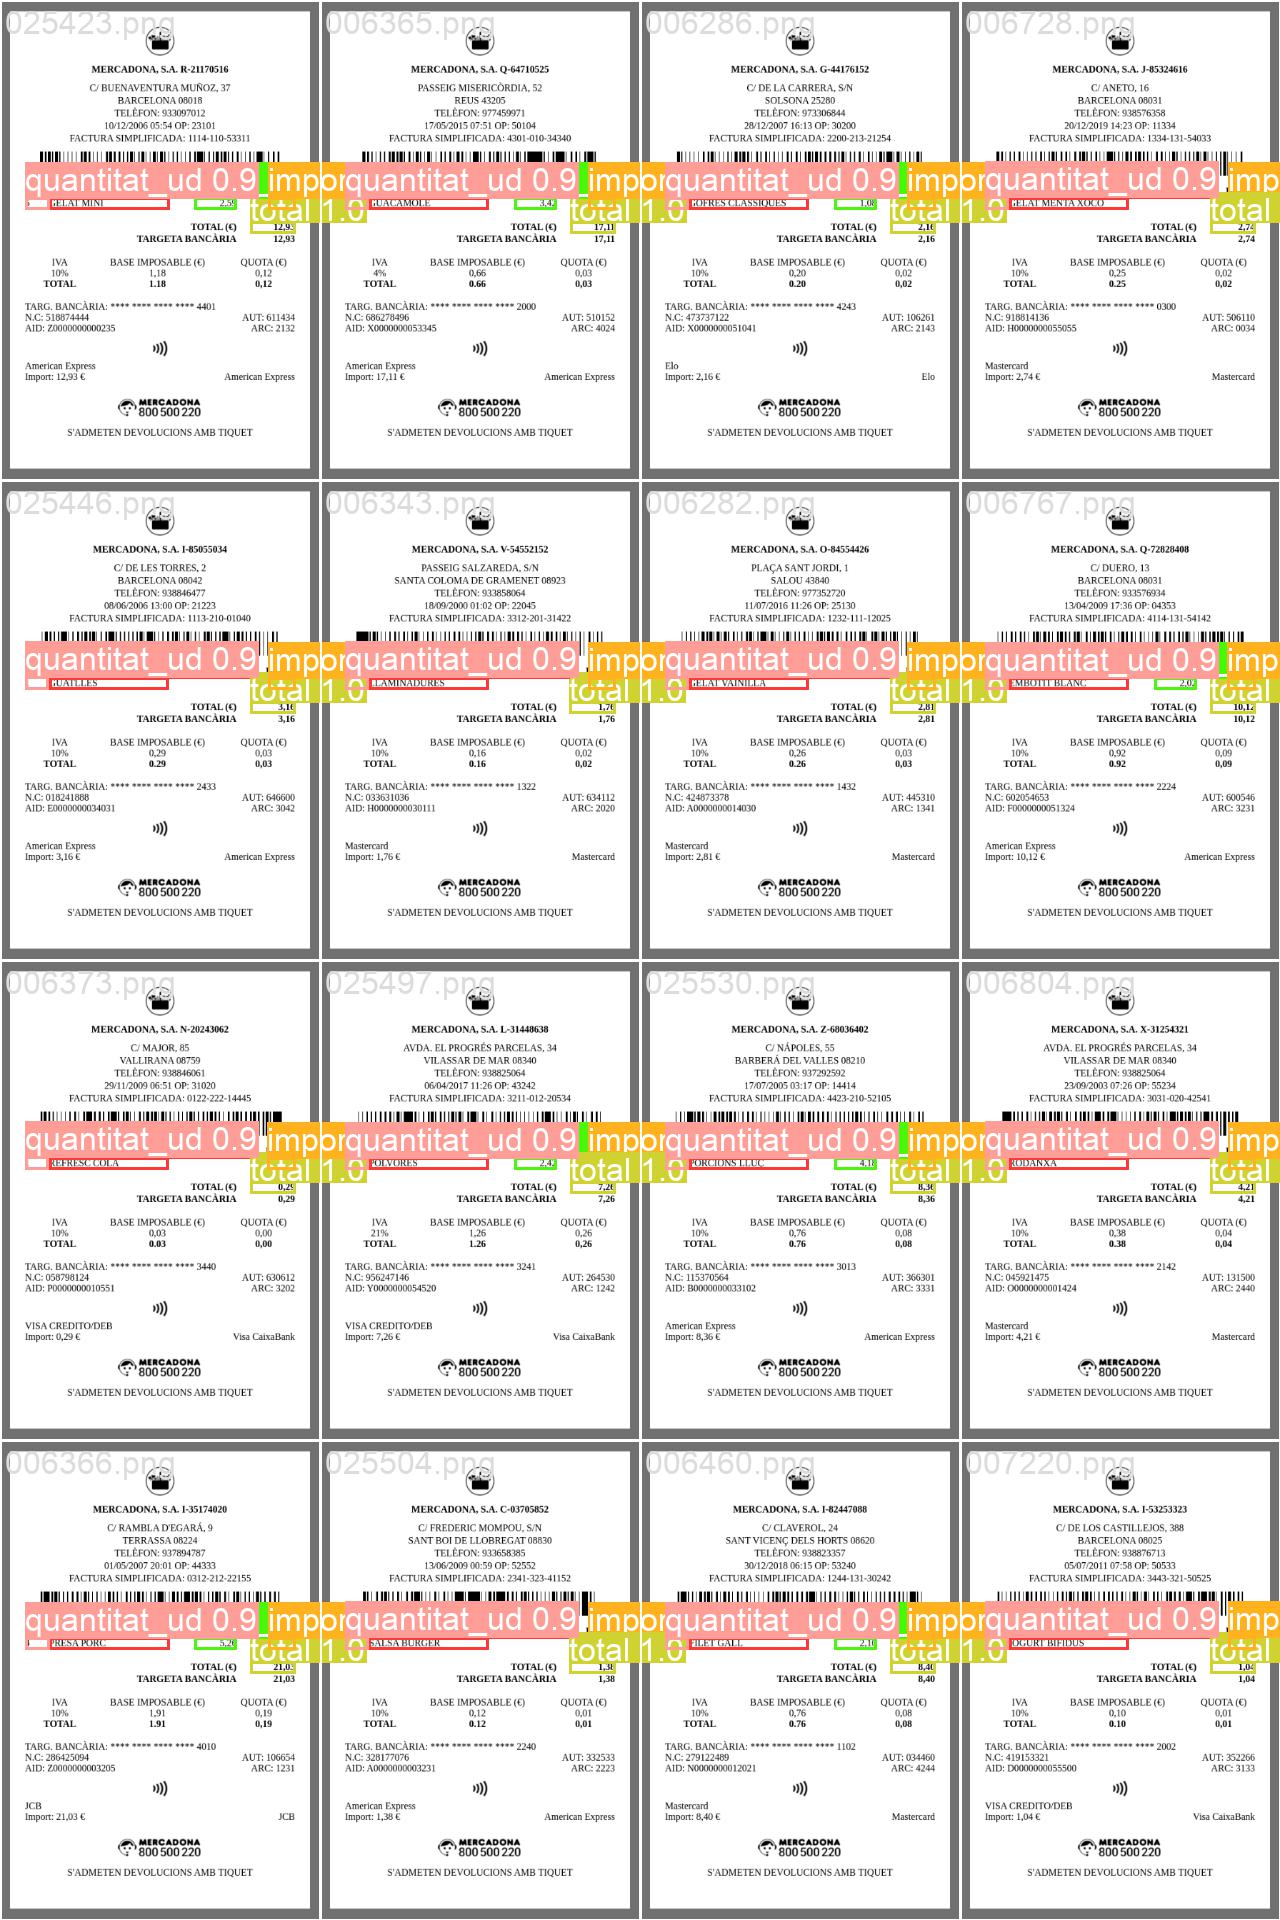 025423.png
MERCADONA, S.A. R-21170516
C/ BUENAVENTURA MUÑOZ, 37
BARCELONA 08018
TELÈFON: 933097012
10/12/2006 05:54 OP: 23101
FACTURA SIMPLIFICADA: 1114-110-53311
quantitat_ud 0.9 impor
GELAT MINI 2,59
total 1.0
TOTAL (€) 12,93
TARGETA BANCÀRIA 12,93
IVA BASE IMPOSABLE (€) QUOTA (€)
10% 1,18 0,12
TOTAL 1.18 0,12
TARG. BANCÀRIA: **** **** **** **** 4401
N.C: 518874444 AUT: 611434
AID: Z0000000000235 ARC: 2132
American Express
Import: 12,93 € American Express
MERCADONA
800 500 220
S'ADMETEN DEVOLUCIONS AMB TIQUET
006365.png
MERCADONA, S.A. Q-64710525
PASSEIG MISERICÒRDIA, 52
REUS 43205
TELÈFON: 977459971
17/05/2015 07:51 OP: 50104
FACTURA SIMPLIFICADA: 4301-010-34340
quantitat_ud 0.9 impor
GUACAMOLE 3,42
total 1.0
TOTAL (€) 17,11
TARGETA BANCÀRIA 17,11
IVA BASE IMPOSABLE (€) QUOTA (€)
4% 0,66 0,03
TOTAL 0.66 0,03
TARG. BANCÀRIA: **** **** **** **** 2000
N.C: 686278496 AUT: 510152
AID: X0000000053345 ARC: 4024
American Express
Import: 17,11 € American Express
MERCADONA
800 500 220
S'ADMETEN DEVOLUCIONS AMB TIQUET
006286.png
MERCADONA, S.A. G-44176152
C/ DE LA CARRERA, S/N
SOLSONA 25280
TELÈFON: 973306844
28/12/2007 16:13 OP: 30200
FACTURA SIMPLIFICADA: 2200-213-21254
quantitat_ud 0.9 impor
GOFRES CLASSIQUES 1,08
total 1.0
TOTAL (€) 2,16
TARGETA BANCÀRIA 2,16
IVA BASE IMPOSABLE (€) QUOTA (€)
10% 0,20 0,02
TOTAL 0.20 0,02
TARG. BANCÀRIA: **** **** **** **** 4243
N.C: 473737122 AUT: 106261
AID: X0000000051041 ARC: 2143
Elo
Import: 2,16 € Elo
MERCADONA
800 500 220
S'ADMETEN DEVOLUCIONS AMB TIQUET
006728.png
MERCADONA, S.A. J-85324616
C/ ANETO, 16
BARCELONA 08031
TELÈFON: 938576358
20/12/2019 14:23 OP: 11334
FACTURA SIMPLIFICADA: 1334-131-54033
quantitat_ud 0.9 imp
GELAT MENTA XOCO
total
TOTAL (€) 2,74
TARGETA BANCÀRIA 2,74
IVA BASE IMPOSABLE (€) QUOTA (€)
10% 0,25 0,02
TOTAL 0.25 0,02
TARG. BANCÀRIA: **** **** **** **** 0300
N.C: 918814136 AUT: 506110
AID: H0000000055055 ARC: 0034
Mastercard
Import: 2,74 € Mastercard
MERCADONA
800 500 220
S'ADMETEN DEVOLUCIONS AMB TIQUET
025446.png
MERCADONA, S.A. I-85055034
C/ DE LES TORRES, 2
BARCELONA 08042
TELÈFON: 938846477
08/06/2006 13:00 OP: 21223
FACTURA SIMPLIFICADA: 1113-210-01040
quantitat_ud 0.9 impor
GUATLLES
total 1.0
TOTAL (€) 3,16
TARGETA BANCÀRIA 3,16
IVA BASE IMPOSABLE (€) QUOTA (€)
10% 0,29 0,03
TOTAL 0.29 0,03
TARG. BANCÀRIA: **** **** **** **** 2433
N.C: 018241888 AUT: 646600
AID: E0000000034031 ARC: 3042
American Express
Import: 3,16 € American Express
MERCADONA
800 500 220
S'ADMETEN DEVOLUCIONS AMB TIQUET
006343.png
MERCADONA, S.A. V-54552152
PASSEIG SALZAREDA, S/N
SANTA COLOMA DE GRAMENET 08923
TELÈFON: 933858064
18/09/2000 01:02 OP: 22045
FACTURA SIMPLIFICADA: 3312-201-31422
quantitat_ud 0.9 impor
LLAMINADURES
total 1.0
TOTAL (€) 1,76
TARGETA BANCÀRIA 1,76
IVA BASE IMPOSABLE (€) QUOTA (€)
10% 0,16 0,02
TOTAL 0.16 0,02
TARG. BANCÀRIA: **** **** **** **** 1322
N.C: 033631036 AUT: 634112
AID: H0000000030111 ARC: 2020
Mastercard
Import: 1,76 € Mastercard
MERCADONA
800 500 220
S'ADMETEN DEVOLUCIONS AMB TIQUET
006282.png
MERCADONA, S.A. O-84554426
PLAÇA SANT JORDI, 1
SALOU 43840
TELÈFON: 977352720
11/07/2016 11:26 OP: 25130
FACTURA SIMPLIFICADA: 1232-111-12025
quantitat_ud 0.9 impor
GELAT VAINILLA
total 1.0
TOTAL (€) 2,81
TARGETA BANCÀRIA 2,81
IVA BASE IMPOSABLE (€) QUOTA (€)
10% 0,26 0,03
TOTAL 0.26 0,03
TARG. BANCÀRIA: **** **** **** **** 1432
N.C: 424873378 AUT: 445310
AID: A0000000014030 ARC: 1341
Mastercard
Import: 2,81 € Mastercard
MERCADONA
800 500 220
S'ADMETEN DEVOLUCIONS AMB TIQUET
006767.png
MERCADONA, S.A. Q-72828408
C/ DUERO, 13
BARCELONA 08031
TELÈFON: 933576934
13/04/2009 17:36 OP: 04353
FACTURA SIMPLIFICADA: 4114-131-54142
quantitat_ud 0.9 imp
EMBOTIT BLANC 2,02
total
TOTAL (€) 10,12
TARGETA BANCÀRIA 10,12
IVA BASE IMPOSABLE (€) QUOTA (€)
10% 0,92 0,09
TOTAL 0.92 0,09
TARG. BANCÀRIA: **** **** **** **** 2224
N.C: 602054653 AUT: 600546
AID: F0000000051324 ARC: 3231
American Express
Import: 10,12 € American Express
MERCADONA
800 500 220
S'ADMETEN DEVOLUCIONS AMB TIQUET
006373.png
MERCADONA, S.A. N-20243062
C/ MAJOR, 85
VALLIRANA 08759
TELÈFON: 938846061
29/11/2009 06:51 OP: 31020
FACTURA SIMPLIFICADA: 0122-222-14445
quantitat_ud 0.9 impor
REFRESC COLA
total 1.0
TOTAL (€) 0,29
TARGETA BANCÀRIA 0,29
IVA BASE IMPOSABLE (€) QUOTA (€)
10% 0,03 0,00
TOTAL 0.03 0,00
TARG. BANCÀRIA: **** **** **** **** 3440
N.C: 058798124 AUT: 630612
AID: P0000000010551 ARC: 3202
VISA CREDITO/DEB
Import: 0,29 € Visa CaixaBank
MERCADONA
800 500 220
S'ADMETEN DEVOLUCIONS AMB TIQUET
025497.png
MERCADONA, S.A. L-31448638
AVDA. EL PROGRÉS PARCELAS, 34
VILASSAR DE MAR 08340
TELÈFON: 938825064
06/04/2017 11:26 OP: 43242
FACTURA SIMPLIFICADA: 3211-012-20534
quantitat_ud 0.9 impor
POLVORES 2,42
total 1.0
TOTAL (€) 7,26
TARGETA BANCÀRIA 7,26
IVA BASE IMPOSABLE (€) QUOTA (€)
21% 1,26 0,26
TOTAL 1.26 0,26
TARG. BANCÀRIA: **** **** **** **** 3241
N.C: 956247146 AUT: 264530
AID: Y0000000054520 ARC: 1242
VISA CREDITO/DEB
Import: 7,26 € Visa CaixaBank
MERCADONA
800 500 220
S'ADMETEN DEVOLUCIONS AMB TIQUET
025530.png
MERCADONA, S.A. Z-68036402
C/ NÁPOLES, 55
BARBERÁ DEL VALLES 08210
TELÈFON: 937292592
17/07/2005 03:17 OP: 14414
FACTURA SIMPLIFICADA: 4423-210-52105
quantitat_ud 0.9 impor
PORCIONS LLUÇ 4,18
total 1.0
TOTAL (€) 8,36
TARGETA BANCÀRIA 8,36
IVA BASE IMPOSABLE (€) QUOTA (€)
10% 0,76 0,08
TOTAL 0.76 0,08
TARG. BANCÀRIA: **** **** **** **** 3013
N.C: 115370564 AUT: 366301
AID: B0000000033102 ARC: 3331
American Express
Import: 8,36 € American Express
MERCADONA
800 500 220
S'ADMETEN DEVOLUCIONS AMB TIQUET
006804.png
MERCADONA, S.A. X-31254321
AVDA. EL PROGRÉS PARCELAS, 34
VILASSAR DE MAR 08340
TELÈFON: 938825064
23/09/2003 07:26 OP: 55234
FACTURA SIMPLIFICADA: 3031-020-42541
quantitat_ud 0.9 imp
RODANXA
total
TOTAL (€) 4,21
TARGETA BANCÀRIA 4,21
IVA BASE IMPOSABLE (€) QUOTA (€)
10% 0,38 0,04
TOTAL 0.38 0,04
TARG. BANCÀRIA: **** **** **** **** 2142
N.C: 045921475 AUT: 131500
AID: O0000000001424 ARC: 2440
Mastercard
Import: 4,21 € Mastercard
MERCADONA
800 500 220
S'ADMETEN DEVOLUCIONS AMB TIQUET
006366.png
MERCADONA, S.A. I-35174020
C/ RAMBLA D'EGARÁ, 9
TERRASSA 08224
TELÈFON: 937894787
01/05/2007 20:01 OP: 44333
FACTURA SIMPLIFICADA: 0312-212-22155
quantitat_ud 0.9 impor
PRESA PORC 5,26
total 1.0
TOTAL (€) 21,03
TARGETA BANCÀRIA 21,03
IVA BASE IMPOSABLE (€) QUOTA (€)
10% 1,91 0,19
TOTAL 1.91 0,19
TARG. BANCÀRIA: **** **** **** **** 4010
N.C: 286425094 AUT: 106654
AID: Z0000000003205 ARC: 1231
JCB
Import: 21,03 € JCB
MERCADONA
800 500 220
S'ADMETEN DEVOLUCIONS AMB TIQUET
025504.png
MERCADONA, S.A. C-03705852
C/ FREDERIC MOMPOU, S/N
SANT BOI DE LLOBREGAT 08830
TELÈFON: 933658385
13/06/2009 00:59 OP: 52552
FACTURA SIMPLIFICADA: 2341-323-41152
quantitat_ud 0.9 impor
SALSA BURGER
total 1.0
TOTAL (€) 1,38
TARGETA BANCÀRIA 1,38
IVA BASE IMPOSABLE (€) QUOTA (€)
10% 0,12 0,01
TOTAL 0.12 0,01
TARG. BANCÀRIA: **** **** **** **** 2240
N.C: 328177076 AUT: 332533
AID: A0000000003231 ARC: 2223
American Express
Import: 1,38 € American Express
MERCADONA
800 500 220
S'ADMETEN DEVOLUCIONS AMB TIQUET
006460.png
MERCADONA, S.A. I-82447088
C/ CLAVEROL, 24
SANT VICENÇ DELS HORTS 08620
TELÈFON: 938823357
30/12/2018 06:15 OP: 53240
FACTURA SIMPLIFICADA: 1244-131-30242
quantitat_ud 0.9 impor
FILET GALL 2,10
total 1.0
TOTAL (€) 8,40
TARGETA BANCÀRIA 8,40
IVA BASE IMPOSABLE (€) QUOTA (€)
10% 0,76 0,08
TOTAL 0.76 0,08
TARG. BANCÀRIA: **** **** **** **** 1102
N.C: 279122489 AUT: 034460
AID: N0000000012021 ARC: 4244
Mastercard
Import: 8,40 € Mastercard
MERCADONA
800 500 220
S'ADMETEN DEVOLUCIONS AMB TIQUET
007220.png
MERCADONA, S.A. I-53253323
C/ DE LOS CASTILLEJOS, 388
BARCELONA 08025
TELÈFON: 938876713
05/07/2011 07:58 OP: 50533
FACTURA SIMPLIFICADA: 3443-321-50525
quantitat_ud 0.9 imp
IOGURT BIFIDUS
total
TOTAL (€) 1,04
TARGETA BANCÀRIA 1,04
IVA BASE IMPOSABLE (€) QUOTA (€)
10% 0,10 0,01
TOTAL 0.10 0,01
TARG. BANCÀRIA: **** **** **** **** 2002
N.C: 419153321 AUT: 352266
AID: D0000000055500 ARC: 3133
VISA CREDITO/DEB
Import: 1,04 € Visa CaixaBank
MERCADONA
800 500 220
S'ADMETEN DEVOLUCIONS AMB TIQUET